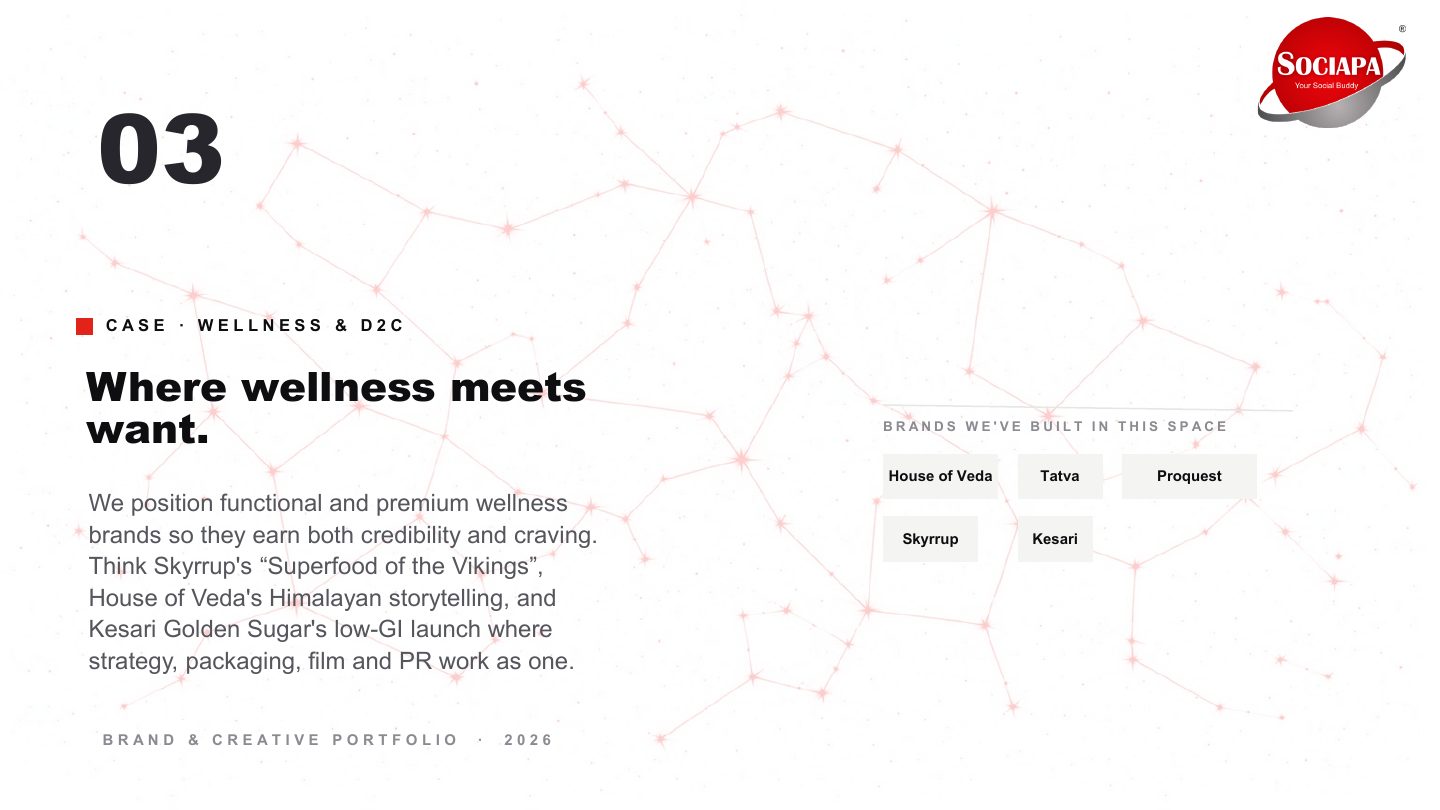 SOCIAPA
®
Your Social Buddy
03
CASE · WELLNESS & D2C
Where wellness meets
want.
We position functional and premium wellness
brands so they earn both credibility and craving.
Think Skyrrup's “Superfood of the Vikings”,
House of Veda's Himalayan storytelling, and
Kesari Golden Sugar's low-GI launch where
strategy, packaging, film and PR work as one.
BRANDS WE'VE BUILT IN THIS SPACE
House of Veda
Tatva
Proquest
Skyrrup
Kesari
BRAND & CREATIVE PORTFOLIO · 2026